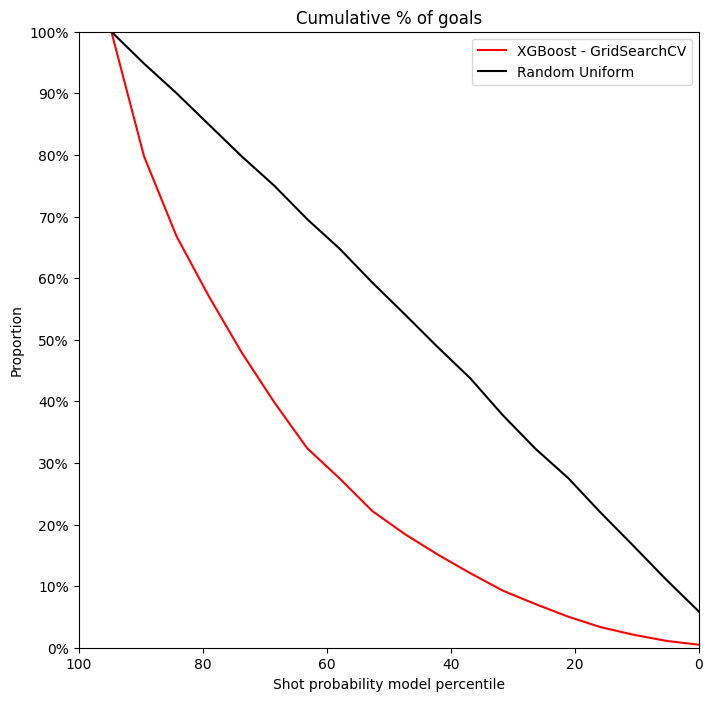 Cumulative % of goals
XGBoost - GridSearchCV
Random Uniform
100%
90%
80%
70%
60%
50%
40%
30%
20%
10%
0%
Proportion
100 80 60 40 20 0
Shot probability model percentile